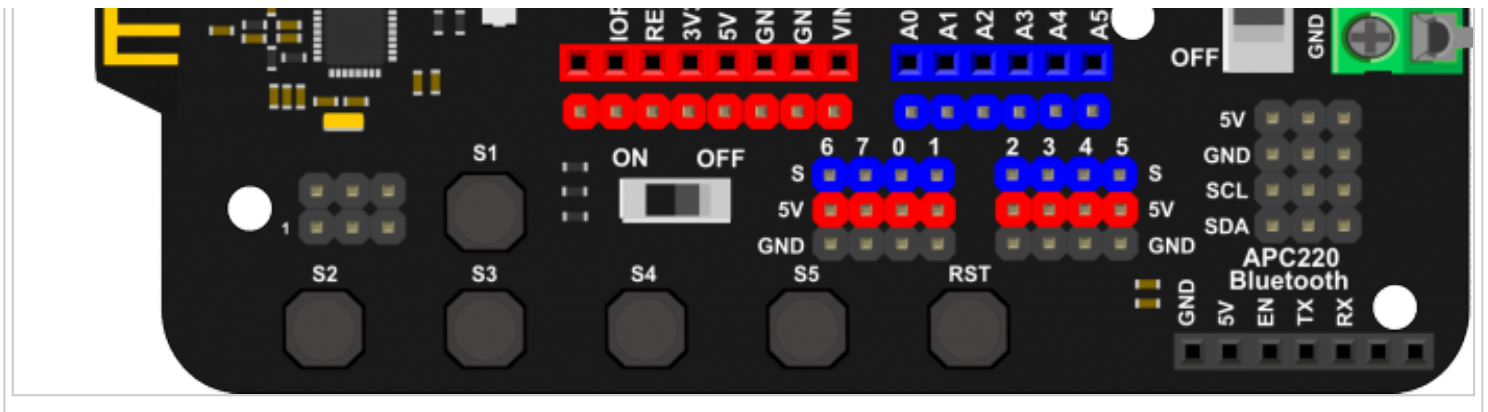 IOR RE 3V3 5V GN GN VIN A0 A1 A2 A3 A4 A5
OFF GND
S1 ON OFF
6 7 0 1 2 3 4 5
S S
5V 5V
GND GND
5V
GND
SCL
SDA
1
S2 S3 S4 S5 RST
APC220
Bluetooth
GND 5V EN TX RX